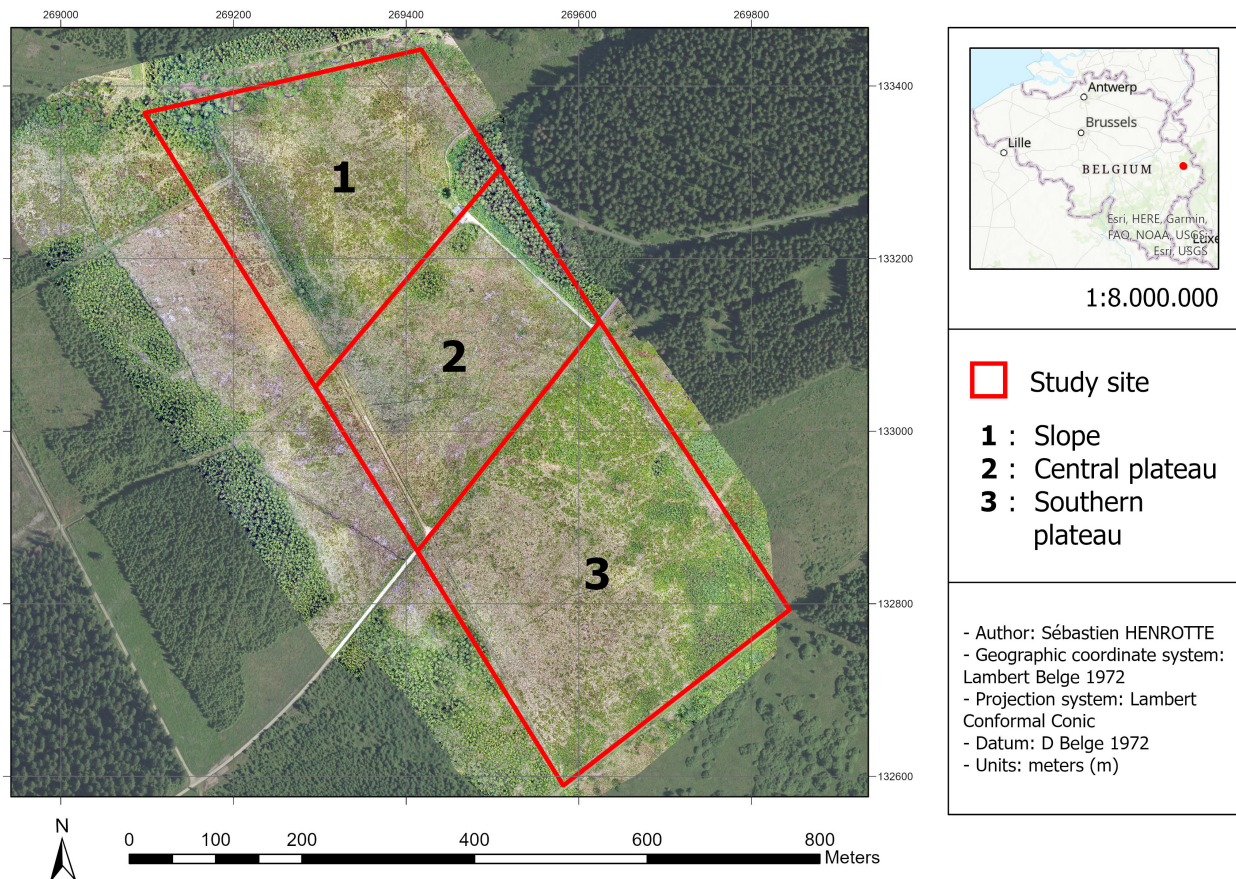 269000
269200
269400
269600
269800
133400
133200
133000
132800
132600
1
2
3
N
0
100
200
400
600
800
Meters
Antwerp
Brussels
Lille
BELGIUM
Esri, HERE, Garmin,
FAO, NOAA, USGS,
Esri, USGS
Luxe
1:8.000.000
Study site
1 : Slope
2 : Central plateau
3 : Southern
plateau
- Author: Sébastien HENROTTE
- Geographic coordinate system:
Lambert Belge 1972
- Projection system: Lambert
Conformal Conic
- Datum: D Belge 1972
- Units: meters (m)